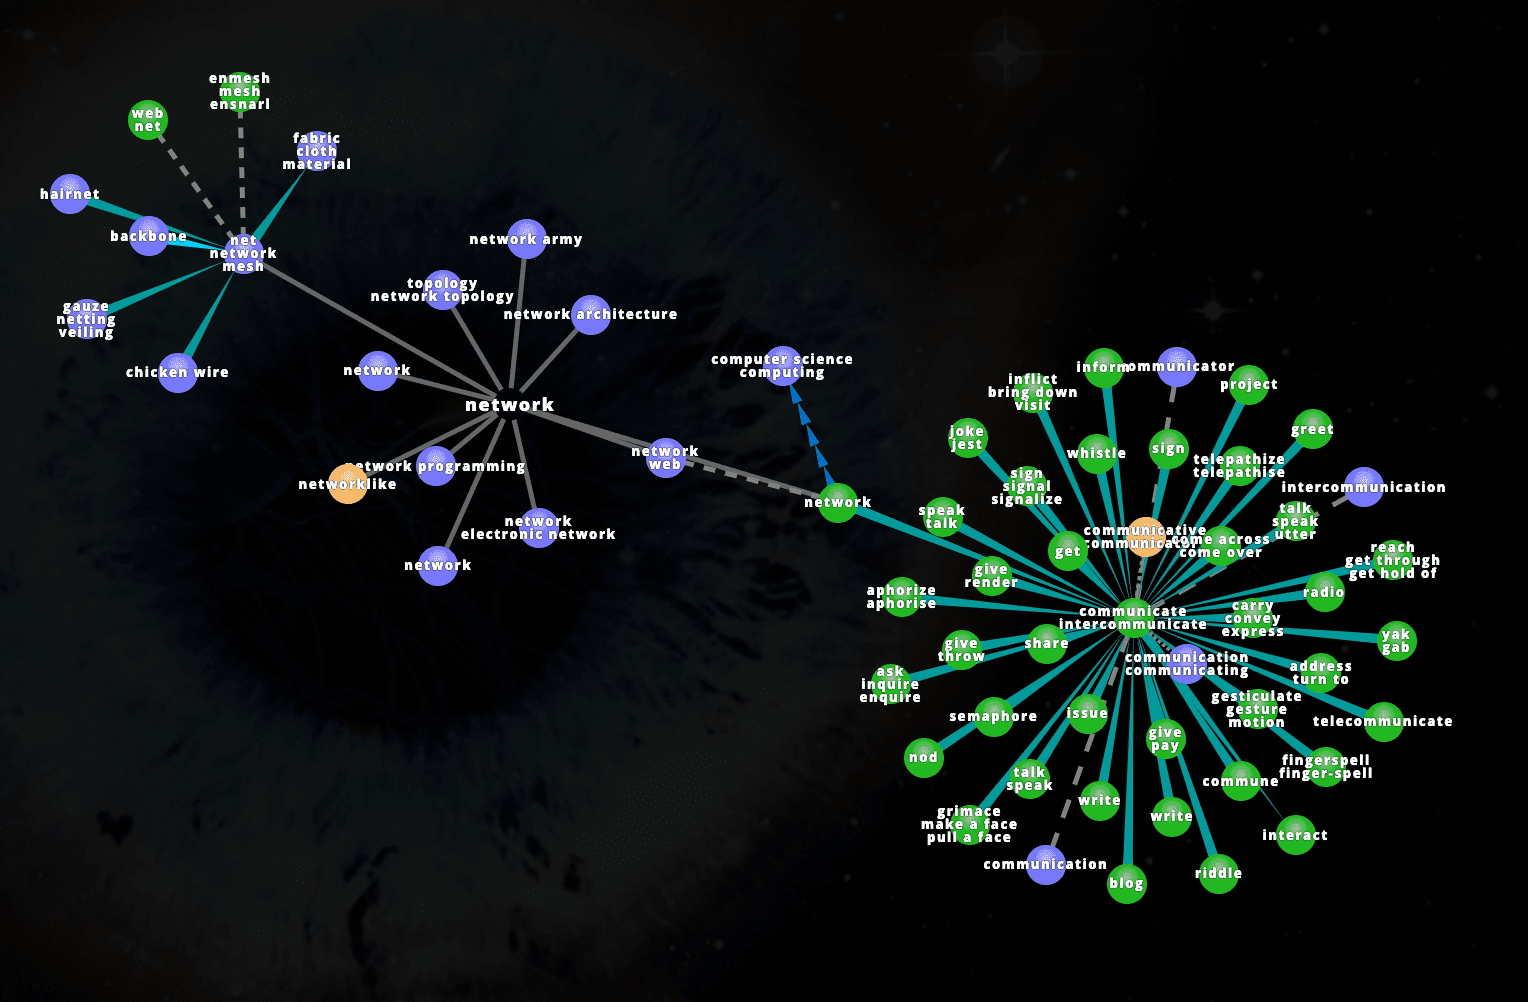 enmesh
mesh
ensnarl
web
net
fabric
cloth
material
hairnet
backbone
net
network
mesh
gauze
netting
veiling
chicken wire
network army
topology
network topology
network architecture
network
network
network programming
networklike
network
web
network
electronic network
network
computer science
computing
network
inform
communicator
inflict
bring down
visit
project
joke
jest
greet
whistle
sign
telepathize
telepathise
sign
signal
signalize
intercommunication
speak
talk
talk
speak
utter
communicative
communicatory
come across
come over
get
reach
get through
get hold of
give
render
aphorize
aphorise
radio
communicate
intercommunicate
carry
convey
express
share
give
throw
yak
gab
communication
communicating
address
turn to
ask
inquire
enquire
gesticulate
gesture
motion
semaphore
issue
telecommunicate
give
pay
nod
fingerspell
finger-spell
talk
speak
commune
write
grimace
make a face
pull a face
write
interact
communication
blog
riddle